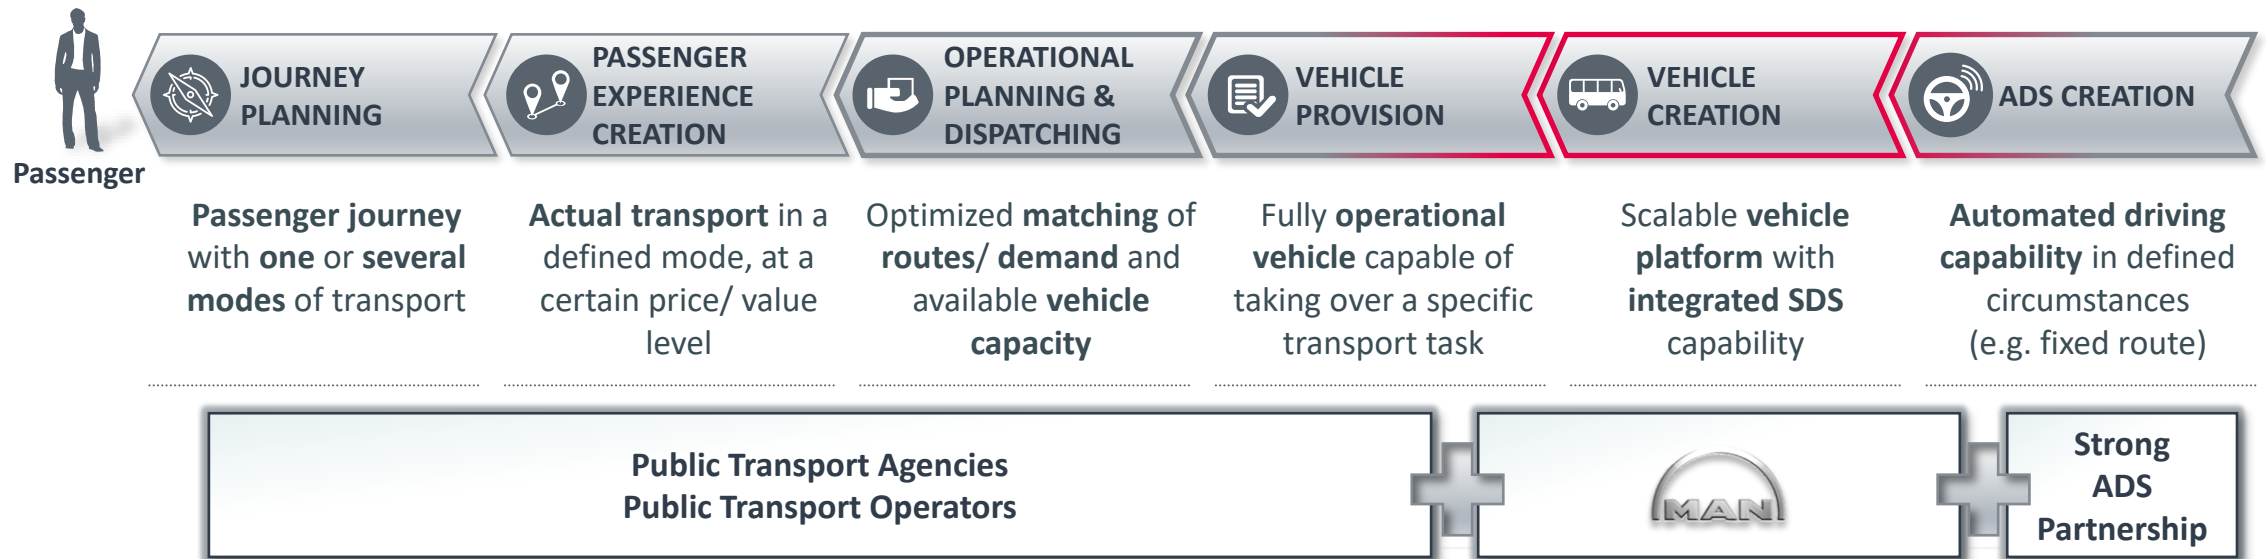 Passenger
JOURNEY
PLANNING
PASSENGER
EXPERIENCE
CREATION
OPERATIONAL
PLANNING &
DISPATCHING
VEHICLE
PROVISION
VEHICLE
CREATION
ADS CREATION
Passenger journey
with one or several
modes of transport
Actual transport in a
defined mode, at a
certain price/ value
level
Optimized matching of
routes/ demand and
available vehicle
capacity
Fully operational
vehicle capable of
taking over a specific
transport task
Scalable vehicle
platform with
integrated SDS
capability
Automated driving
capability in defined
circumstances
(e.g. fixed route)
Public Transport Agencies
Public Transport Operators
MAN
Strong
ADS
Partnership